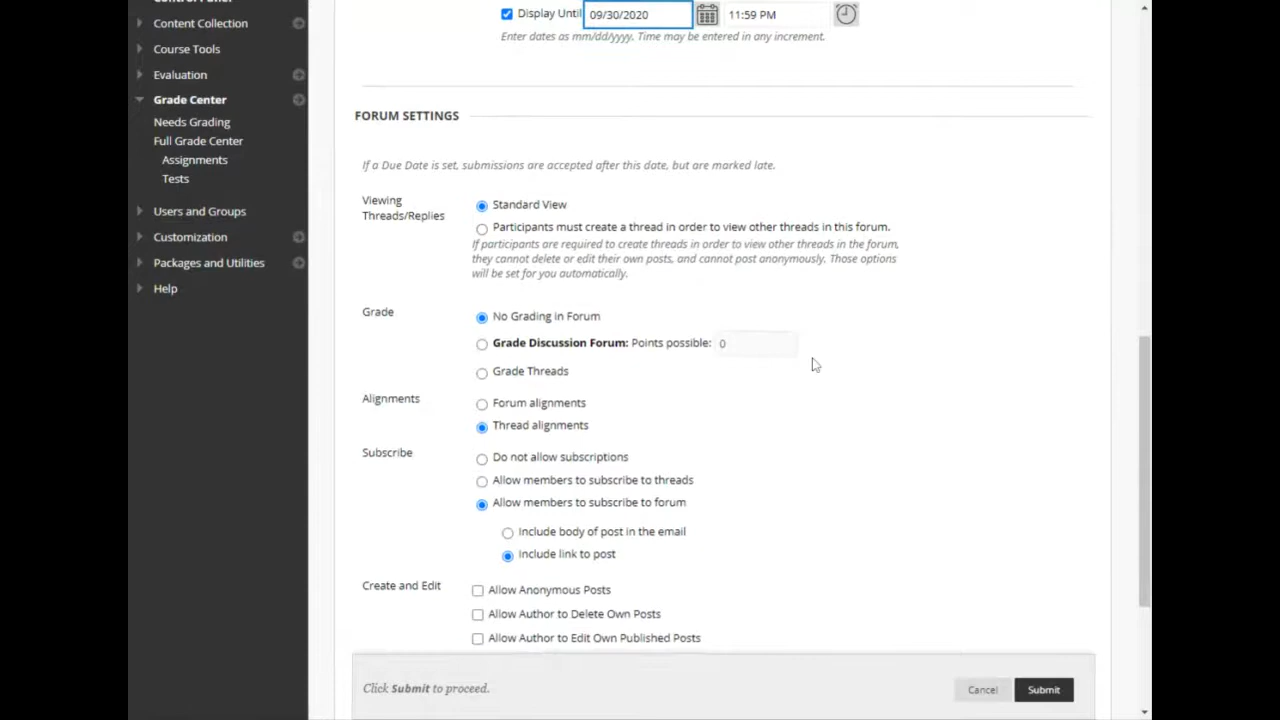 Content Collection
Course Tools
Evaluation
Grade Center
Needs Grading
Full Grade Center
Assignments
Tests
Users and Groups
Customization
Packages and Utilities
Help
Display Until 09/30/2020 11:59 PM
Enter dates as mm/dd/yyyy. Time may be entered in any increment.
FORUM SETTINGS
If a Due Date is set, submissions are accepted after this date, but are marked late.
Viewing
Threads/Replies
Standard View
Participants must create a thread in order to view other threads in this forum.
If participants are required to create threads in order to view other threads in the forum,
they cannot delete or edit their own posts, and cannot post anonymously. Those options
will be set for you automatically.
Grade
No Grading in Forum
Grade Discussion Forum: Points possible: 0
Grade Threads
Alignments
Forum alignments
Thread alignments
Subscribe
Do not allow subscriptions
Allow members to subscribe to threads
Allow members to subscribe to forum
Include body of post in the email
Include link to post
Create and Edit
Allow Anonymous Posts
Allow Author to Delete Own Posts
Allow Author to Edit Own Published Posts
Click Submit to proceed.
Cancel
Submit